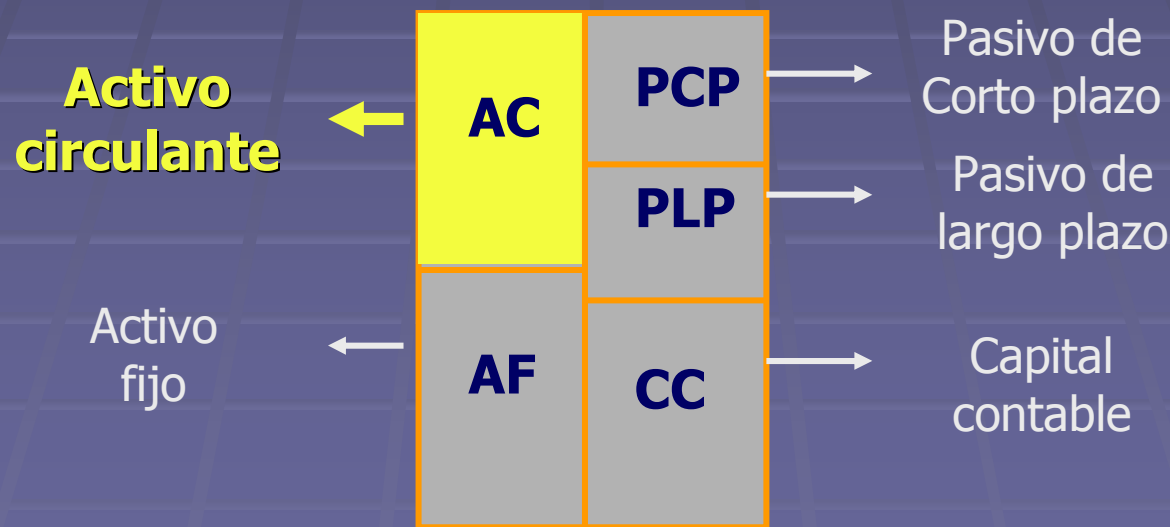 Activo
circulante
Activo
fijo
AC
AF
PCP
PLP
CC
Pasivo de
Corto plazo
Pasivo de
largo plazo
Capital
contable